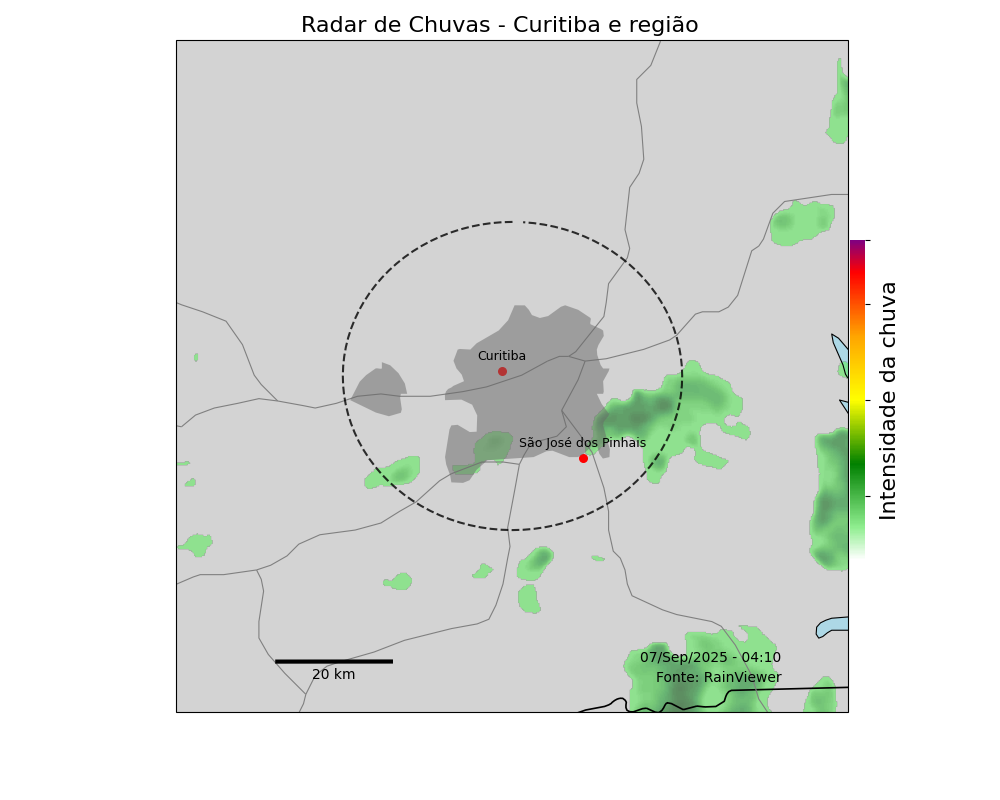 Radar de Chuvas - Curitiba e região
Curitiba
São José dos Pinhais
Intensidade da chuva
07/Sep/2025 - 04:10
Fonte: RainViewer
20 km